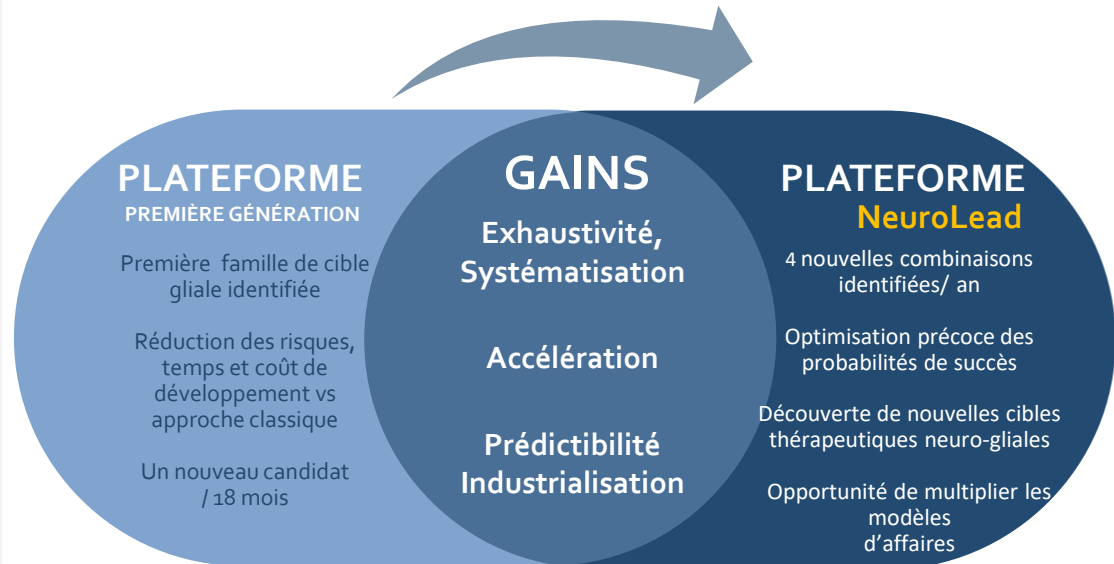 PLATEFORME
PREMIÈRE GÉNÉRATION
Première famille de cible
gliale identifiée
Réduction des risques,
temps et coût de
développement vs
approche classique
Un nouveau candidat
/ 18 mois
GAINS
Exhaustivité,
Systématisation
Accélération
Prédictibilité
Industrialisation
PLATEFORME
NeuroLead
4 nouvelles combinaisons
identifiées/ an
Optimisation précoce des
probabilités de succès
Découverte de nouvelles cibles
thérapeutiques neuro-gliales
Opportunité de multiplier les
modèles
d’affaires